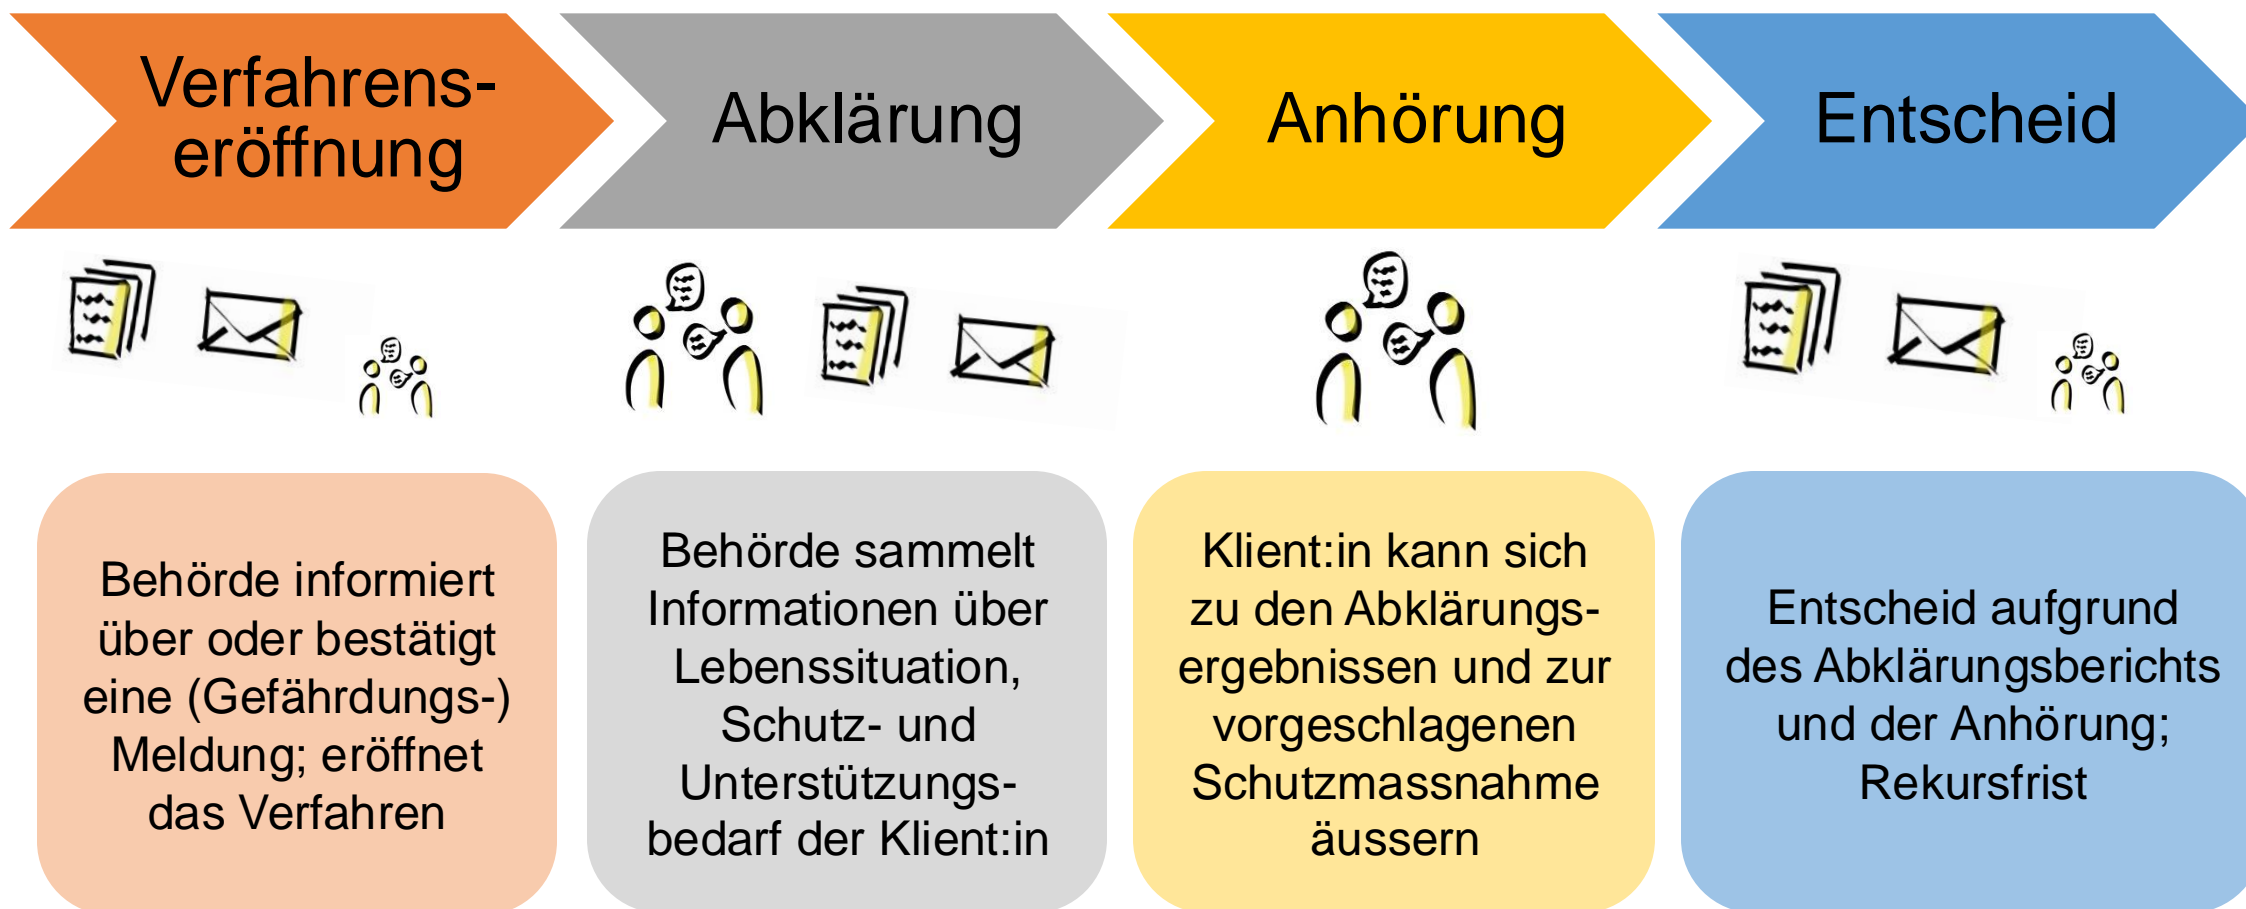 Verfahrens-
eröffnung
Abklärung
Anhörung
Entscheid
Behörde informiert
über oder bestätigt
eine (Gefährdungs-)
Meldung; eröffnet
das Verfahren
Behörde sammelt
Informationen über
Lebenssituation,
Schutz- und
Unterstützungs-
bedarf der Klient:in
Klient:in kann sich
zu den Abklärungs-
ergebnissen und zur
vorgeschlagenen
Schutzmassnahme
äussern
Entscheid aufgrund
des Abklärungsberichts
und der Anhörung;
Rekursfrist